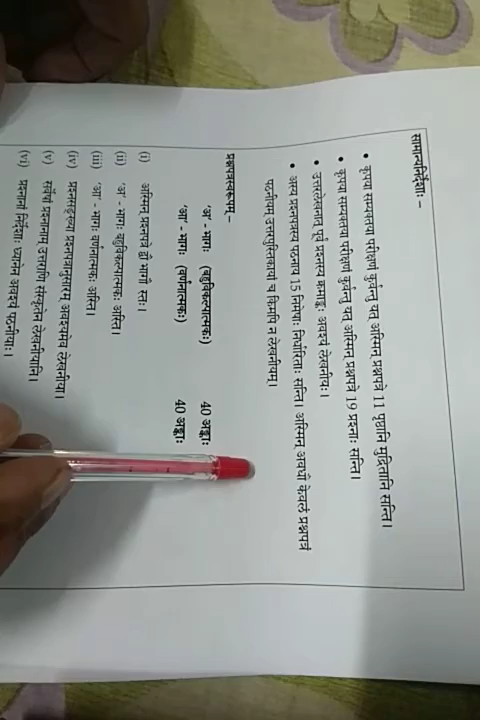 सामान्यनिर्देशाः –
• कृपया सम्यक्तया परीक्षणं कुर्वन्तु यत् अस्मिन् प्रश्नपत्रे 11 पृष्ठानि मुद्रितानि सन्ति।
• कृपया सम्यक्तया परीक्षणं कुर्वन्तु यत् अस्मिन् प्रश्नपत्रे 19 प्रश्नाः सन्ति।
• उत्तरलेखनात् पूर्वं प्रश्नस्य क्रमाङ्कः अवश्यं लेखनीयः।
• अस्य प्रश्नपत्रस्य पठनाय 15 निमेषाः निर्धारिताः सन्ति। अस्मिन् अवधौ केवलं प्रश्नपत्रं
पठनीयम् उत्तरपुस्तिकायां च किमपि न लेखनीयम्।
प्रश्नपत्रस्वरूपम् –
'अ' - भागः (बहुविकल्पात्मकः) 40 अङ्काः
'आ' - भागः (वर्णनात्मकः) 40 अङ्काः
(i) अस्मिन् प्रश्नपत्रे द्वौ भागौ स्तः।
(ii) 'अ' - भागः बहुविकल्पात्मकः अस्ति।
(iii) 'आ' - भागः वर्णनात्मकः अस्ति।
(iv) प्रश्नसङ्ख्या प्रश्नपत्रानुसारम् अवश्यमेव लेखनीया।
(v) सर्वेषां प्रश्नानाम् उत्तराणि संस्कृतेन लेखनीयानि।
(vi) प्रश्नानां निर्देशाः ध्यानेन अवश्यं पठनीयाः।